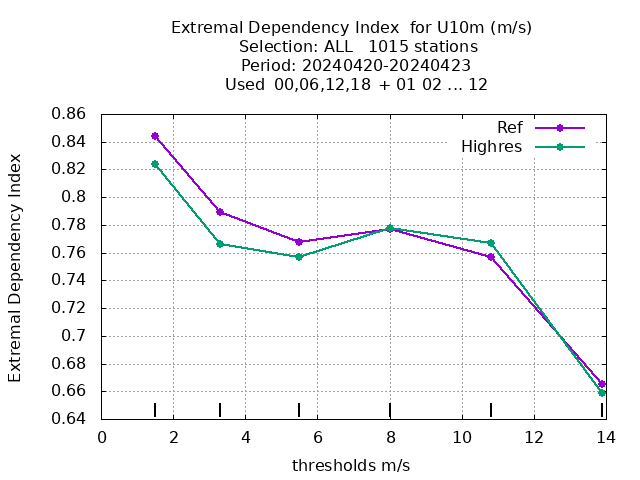 Extremal Dependency Index  for U10m (m/s)
Selection: ALL   1015 stations
Period: 20240420-20240423
Used  00,06,12,18 + 01 02 ... 12
Ref
Highres
Extremal Dependency Index
0.86
0.84
0.82
0.8
0.78
0.76
0.74
0.72
0.7
0.68
0.66
0.64
0 2 4 6 8 10 12 14
thresholds m/s